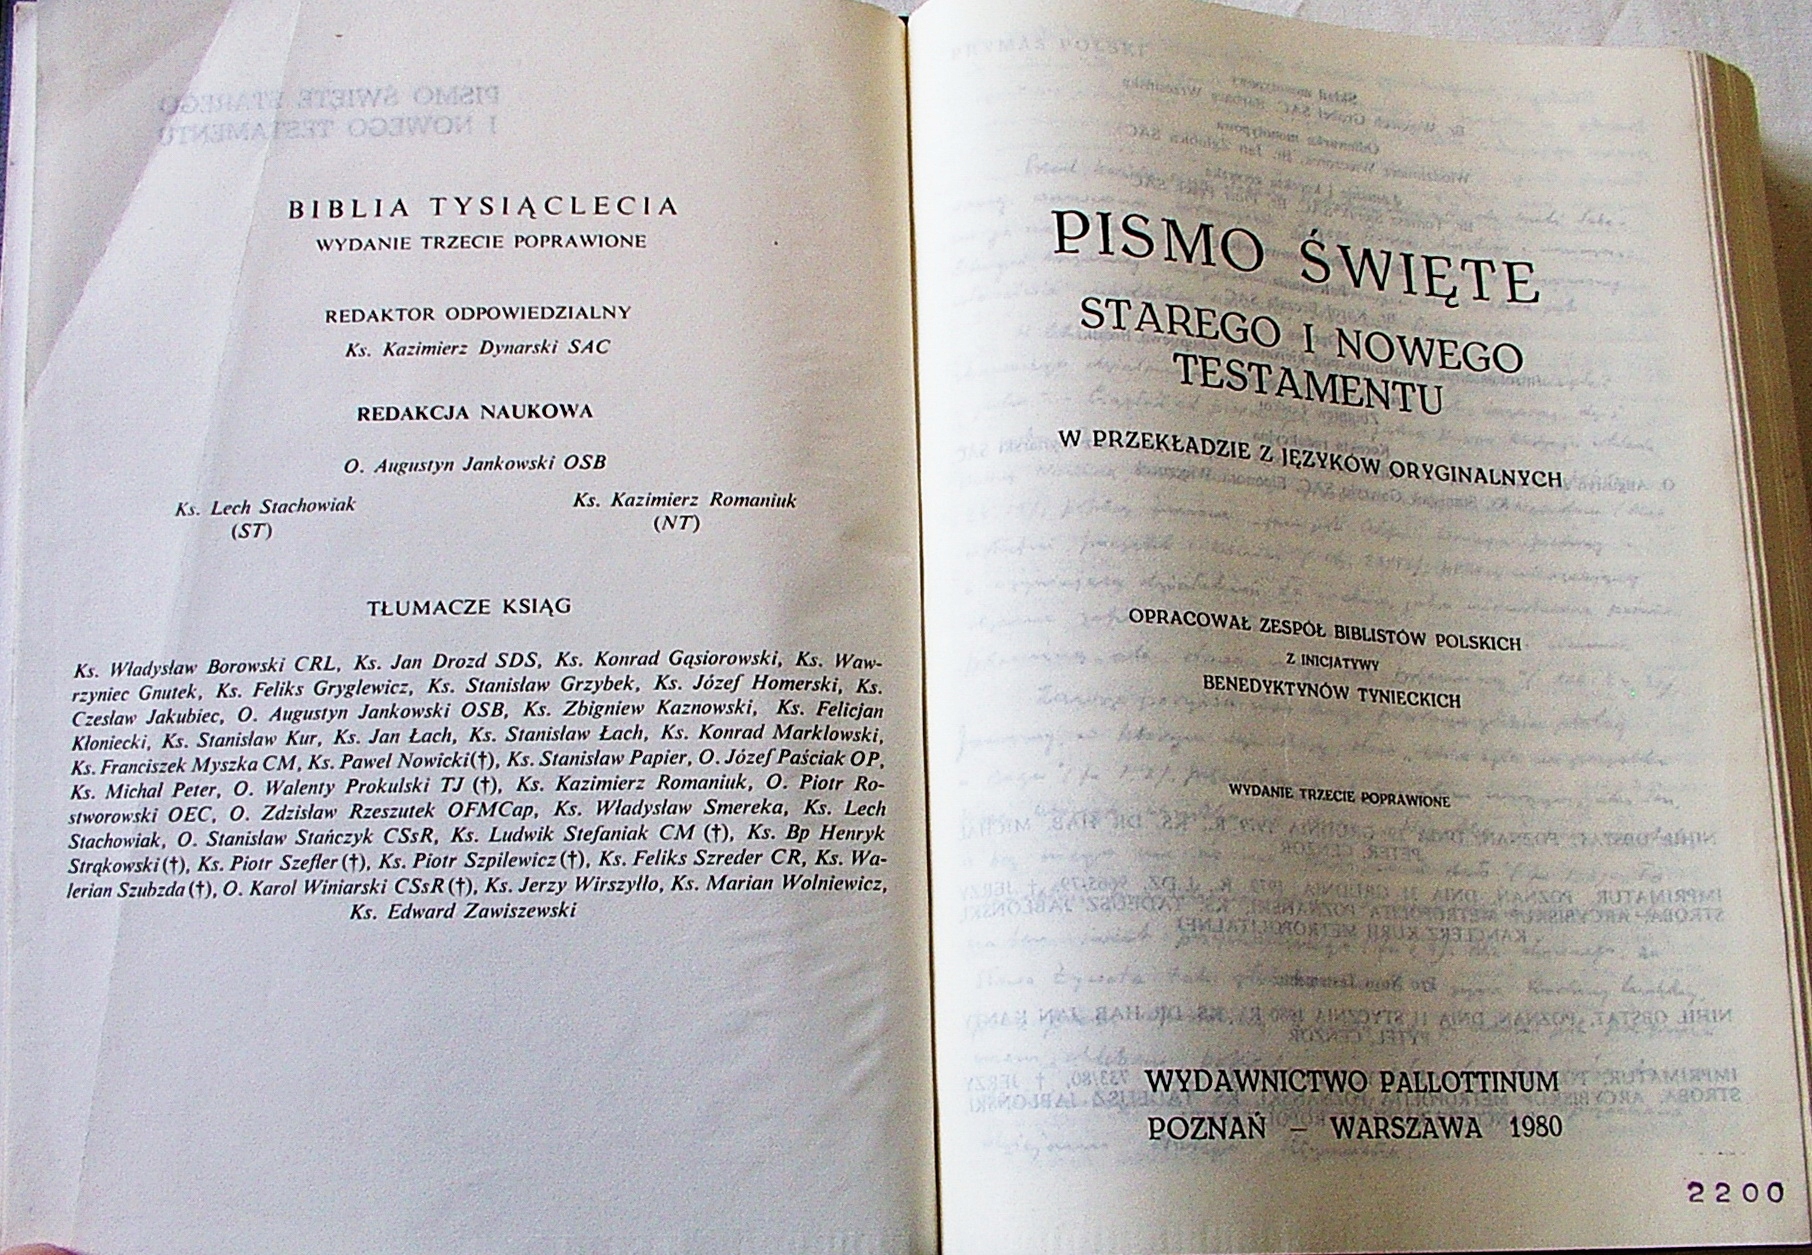 BIBLIA TYSIĄCLECIA
WYDANIE TRZECIE POPRAWIONE
REDAKTOR ODPOWIEDZIALNY
Ks. Kazimierz Dynarski SAC
REDAKCJA NAUKOWA
O. Augustyn Jankowski OSB
Ks. Lech Stachowiak
(ST)
Ks. Kazimierz Romaniuk
(NT)
TŁUMACZE KSIĄG
Ks. Władysław Borowski CRL, Ks. Jan Drozd SDS, Ks. Konrad Gąsiorowski, Ks. Waw-
rzyniec Gnutek, Ks. Feliks Gryglewicz, Ks. Stanisław Grzybek, Ks. Józef Homerski, Ks.
Czesław Jakubiec, O. Augustyn Jankowski OSB, Ks. Zbigniew Kaznowski, Ks. Felicjan
Kłoniecki, Ks. Stanisław Kur, Ks. Jan Łach, Ks. Stanisław Łach, Ks. Konrad Marklowski,
Ks. Franciszek Myszka CM, Ks. Paweł Nowicki(†), Ks. Stanisław Papier, O. Józef Paściak OP,
Ks. Michał Peter, O. Walenty Prokulski TJ (†), Ks. Kazimierz Romaniuk, O. Piotr Ro-
stworowski OEC, O. Zdzisław Rzeszutek OFMCap, Ks. Władysław Smereka, Ks. Lech
Stachowiak, O. Stanisław Stańczyk CSsR, Ks. Ludwik Stefaniak CM (†), Ks. Bp Henryk
Strąkowski(†), Ks. Piotr Szefler(†), Ks. Piotr Szpilewicz(†), Ks. Feliks Szreder CR, Ks. Wa-
lerian Szubzda(†), O. Karol Winiarski CSsR(†), Ks. Jerzy Wirszyłło, Ks. Marian Wolniewicz,
Ks. Edward Zawiszewski
PISMO ŚWIĘTE
STAREGO I NOWEGO
TESTAMENTU
W PRZEKŁADZIE Z JĘZYKÓW ORYGINALNYCH
OPRACOWAŁ ZESPÓŁ BIBLISTÓW POLSKICH
Z INICJATYWY
BENEDYKTYNÓW TYNIECKICH
WYDANIE TRZECIE POPRAWIONE
WYDAWNICTWO PALLOTTINUM
POZNAŃ – WARSZAWA 1980
2200